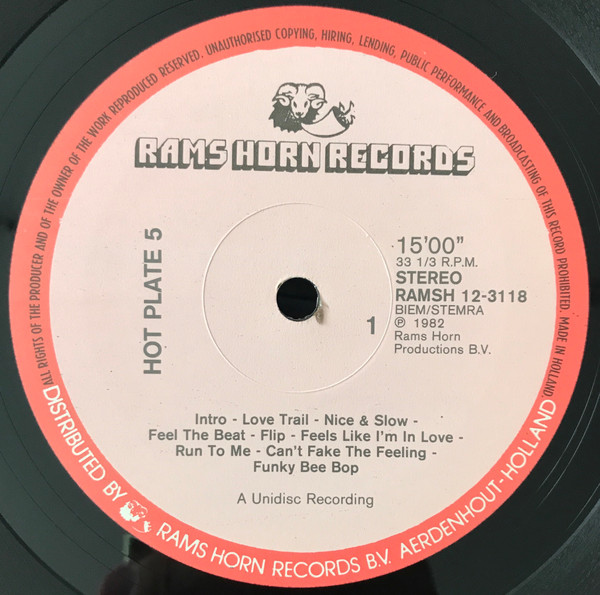 ALL RIGHTS OF THE PRODUCER AND OF THE OWNER OF THE WORK REPRODUCED RESERVED. UNAUTHORISED COPYING, HIRING, LENDING, PUBLIC PERFORMANCE AND BROADCASTING OF THIS RECORD PROHIBITED. MADE IN HOLLAND.
RAMS HORN RECORDS
HOT PLATE 5
15'00"
33 1/3 R.P.M.
STEREO
RAMSH 12-3118
BIEM/STEMRA
1
℗ 1982
Rams Horn
Productions B.V.
Intro - Love Trail - Nice & Slow -
Feel The Beat - Flip - Feels Like I'm In Love -
Run To Me - Can't Fake The Feeling -
Funky Bee Bop
A Unidisc Recording
DISTRIBUTED BY RAMS HORN RECORDS B.V. AERDENHOUT-HOLLAND